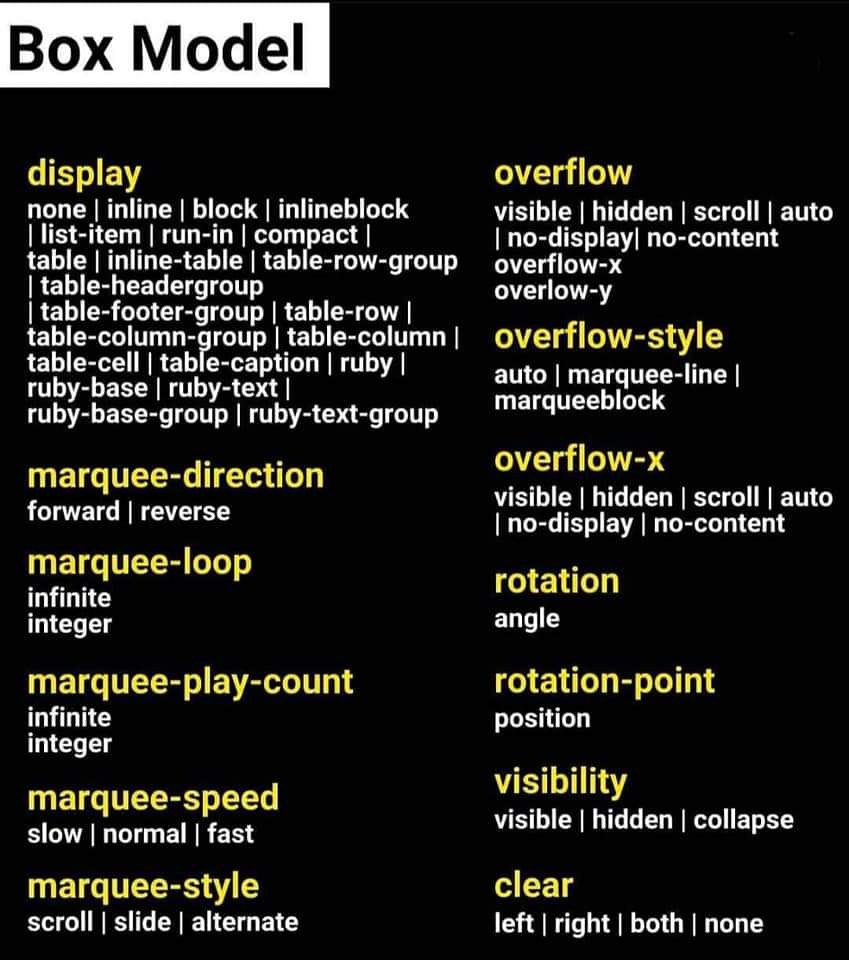 Box Model
display
none | inline | block | inlineblock
| list-item | run-in | compact |
table | inline-table | table-row-group
| table-headergroup
| table-footer-group | table-row |
table-column-group | table-column |
table-cell | table-caption | ruby |
ruby-base | ruby-text |
ruby-base-group | ruby-text-group
marquee-direction
forward | reverse
marquee-loop
infinite
integer
marquee-play-count
infinite
integer
marquee-speed
slow | normal | fast
marquee-style
scroll | slide | alternate
overflow
visible | hidden | scroll | auto
| no-display| no-content
overflow-x
overlow-y
overflow-style
auto | marquee-line |
marqueeblock
overflow-x
visible | hidden | scroll | auto
| no-display | no-content
rotation
angle
rotation-point
position
visibility
visible | hidden | collapse
clear
left | right | both | none